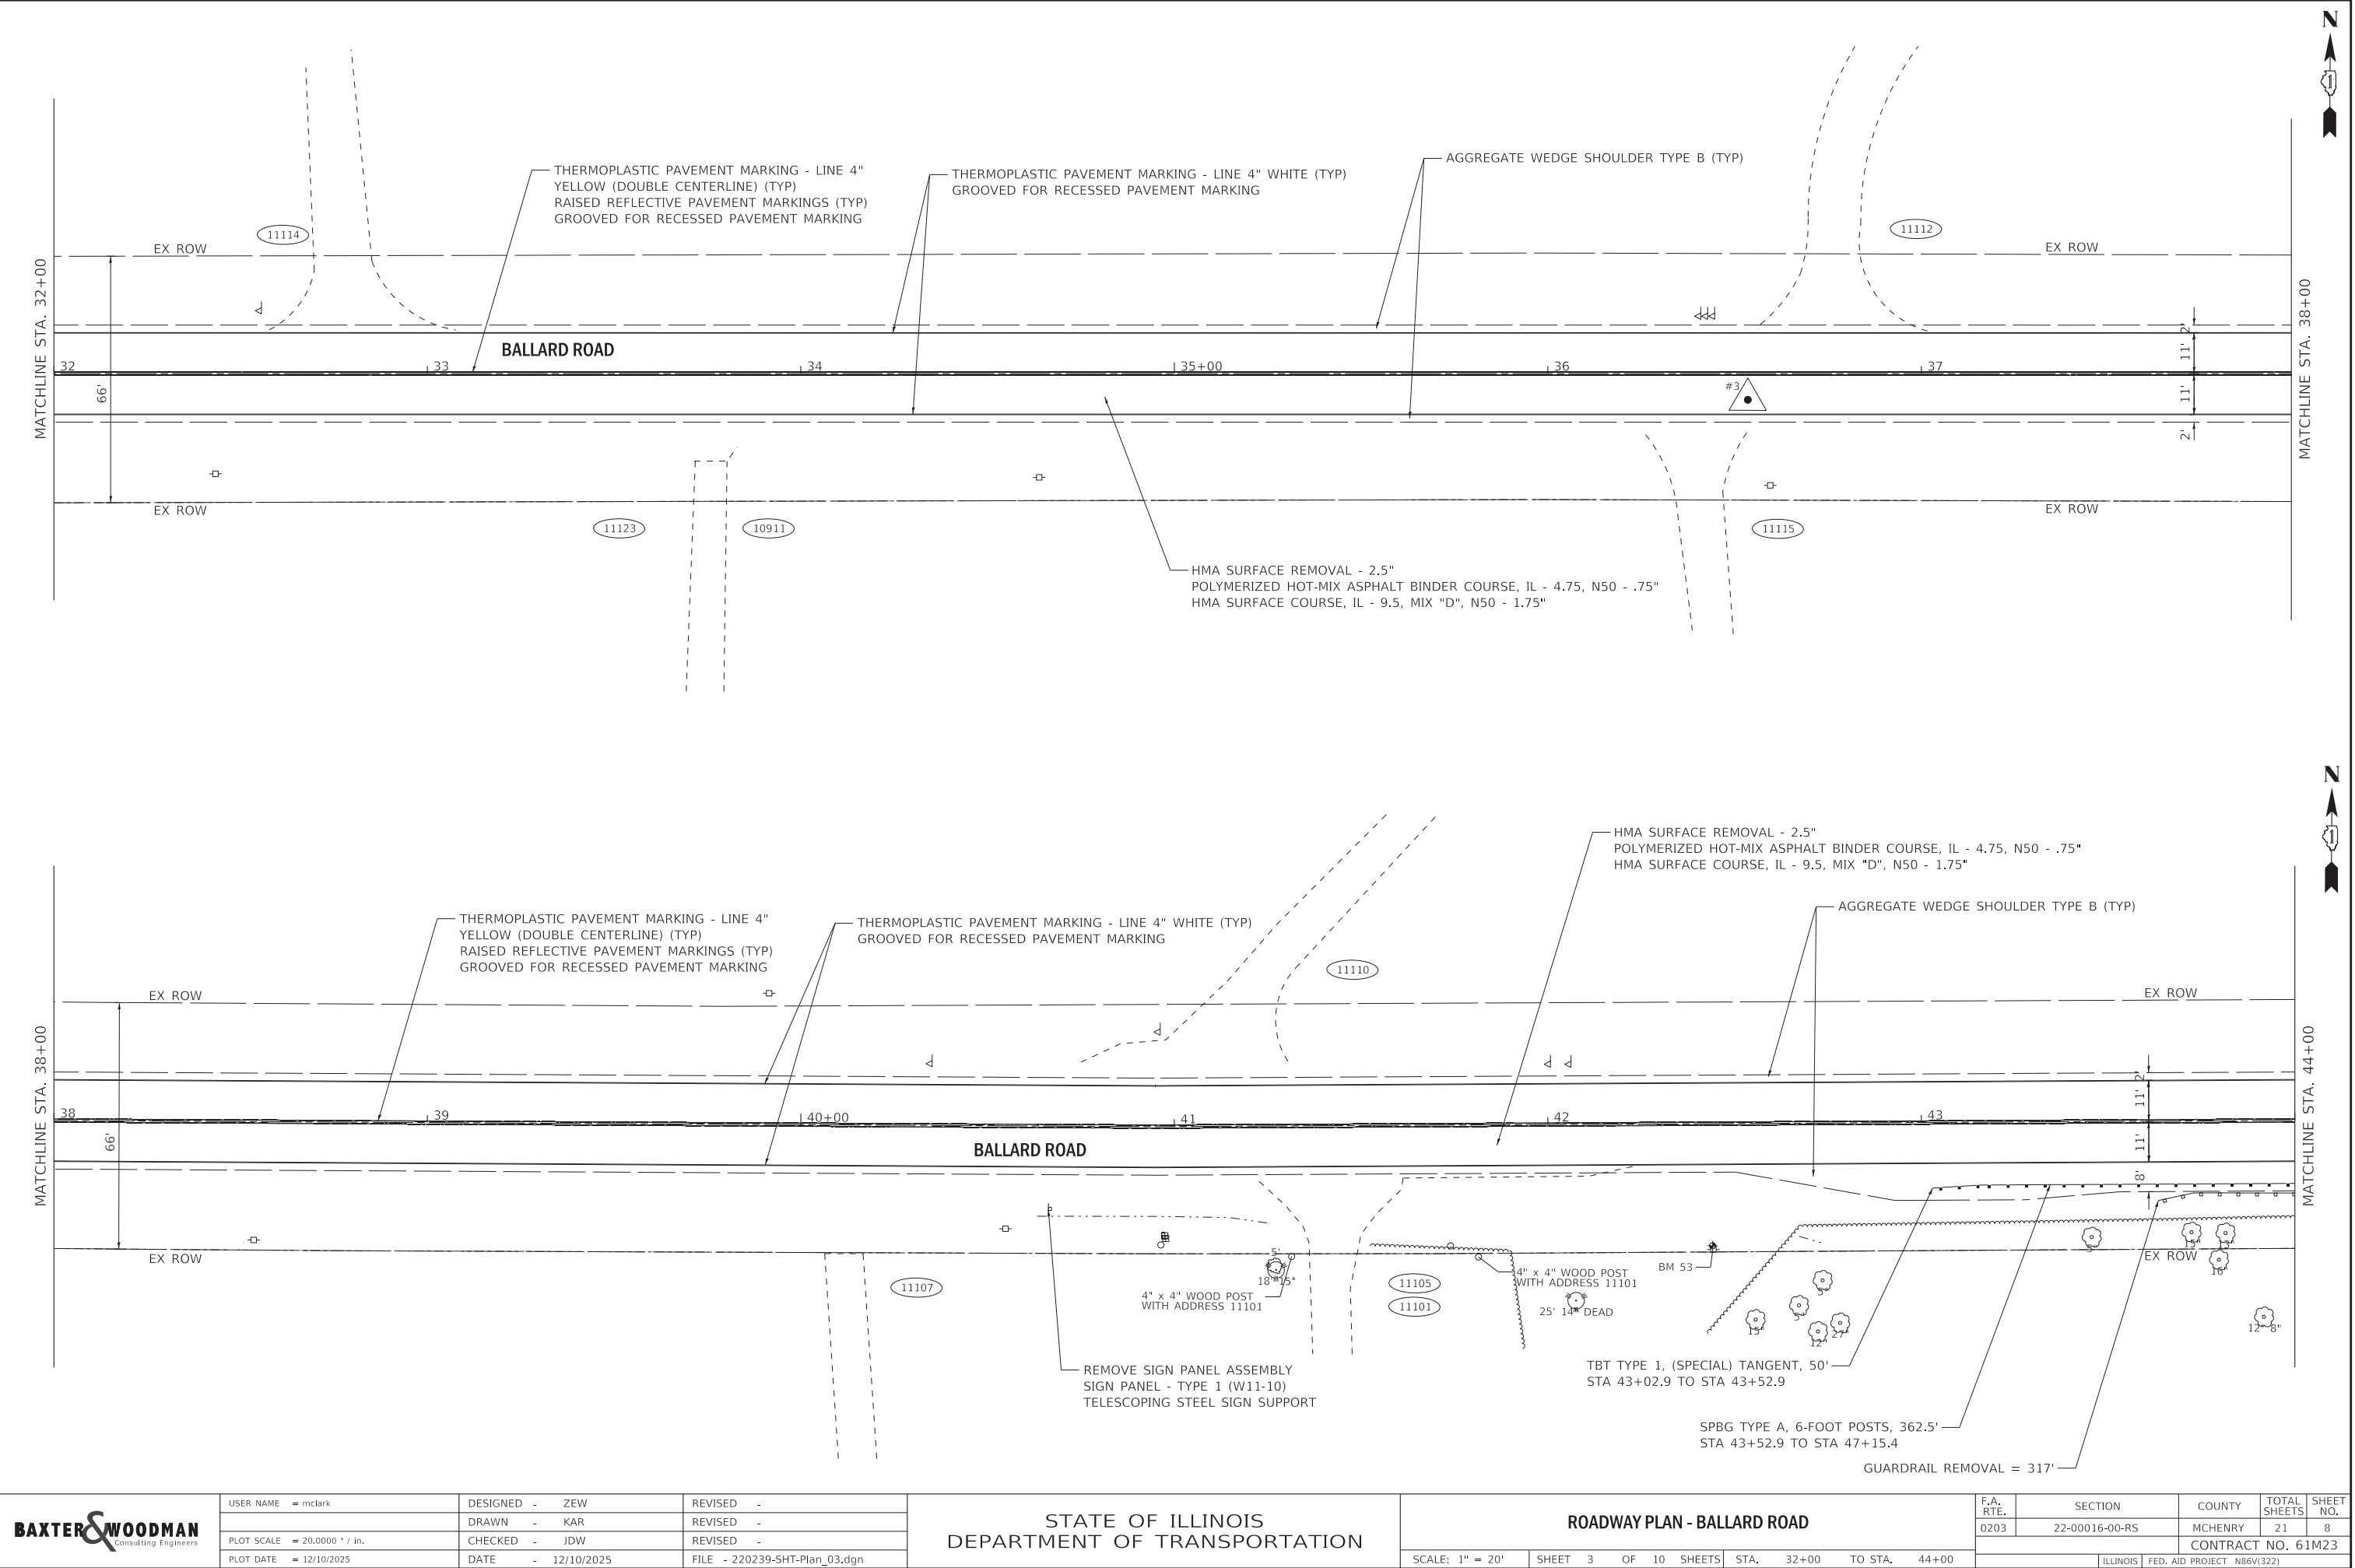 N
1
THERMOPLASTIC PAVEMENT MARKING - LINE 4"
YELLOW (DOUBLE CENTERLINE) (TYP)
RAISED REFLECTIVE PAVEMENT MARKINGS (TYP)
GROOVED FOR RECESSED PAVEMENT MARKING
THERMOPLASTIC PAVEMENT MARKING - LINE 4" WHITE (TYP)
GROOVED FOR RECESSED PAVEMENT MARKING
AGGREGATE WEDGE SHOULDER TYPE B (TYP)
11114
11112
EX ROW
EX ROW
MATCHLINE STA. 32+00
MATCHLINE STA. 38+00
BALLARD ROAD
32
33
34
35+00
36
37
66'
#3
2'
11'
11'
2'
EX ROW
EX ROW
11123
10911
11115
HMA SURFACE REMOVAL - 2.5"
POLYMERIZED HOT-MIX ASPHALT BINDER COURSE, IL - 4.75, N50 - .75"
HMA SURFACE COURSE, IL - 9.5, MIX "D", N50 - 1.75"
N
1
HMA SURFACE REMOVAL - 2.5"
POLYMERIZED HOT-MIX ASPHALT BINDER COURSE, IL - 4.75, N50 - .75"
HMA SURFACE COURSE, IL - 9.5, MIX "D", N50 - 1.75"
THERMOPLASTIC PAVEMENT MARKING - LINE 4"
YELLOW (DOUBLE CENTERLINE) (TYP)
RAISED REFLECTIVE PAVEMENT MARKINGS (TYP)
GROOVED FOR RECESSED PAVEMENT MARKING
THERMOPLASTIC PAVEMENT MARKING - LINE 4" WHITE (TYP)
GROOVED FOR RECESSED PAVEMENT MARKING
AGGREGATE WEDGE SHOULDER TYPE B (TYP)
11110
EX ROW
EX ROW
MATCHLINE STA. 38+00
MATCHLINE STA. 44+00
38
39
40+00
41
42
43
BALLARD ROAD
66'
2'
11'
11'
8'
EX ROW
EX ROW
5'
18" 15"
4" x 4" WOOD POST
WITH ADDRESS 11101
11107
11105
11101
4" x 4" WOOD POST
WITH ADDRESS 11101
25' 14" DEAD
BM 53
5"
15"
13"
16"
5"
5"
15"
12"
27"
12" 8"
REMOVE SIGN PANEL ASSEMBLY
SIGN PANEL - TYPE 1 (W11-10)
TELESCOPING STEEL SIGN SUPPORT
TBT TYPE 1, (SPECIAL) TANGENT, 50'
STA 43+02.9 TO STA 43+52.9
SPBG TYPE A, 6-FOOT POSTS, 362.5'
STA 43+52.9 TO STA 47+15.4
GUARDRAIL REMOVAL = 317'
BAXTER & WOODMAN
Consulting Engineers
USER NAME = mclark
PLOT SCALE = 20.0000 ' / in.
PLOT DATE = 12/10/2025
DESIGNED - ZEW
DRAWN - KAR
CHECKED - JDW
DATE - 12/10/2025
REVISED -
REVISED -
REVISED -
FILE - 220239-SHT-Plan_03.dgn
STATE OF ILLINOIS
DEPARTMENT OF TRANSPORTATION
ROADWAY PLAN - BALLARD ROAD
SCALE: 1" = 20' SHEET 3 OF 10 SHEETS STA. 32+00 TO STA. 44+00
F.A. RTE. SECTION COUNTY TOTAL SHEETS SHEET NO.
0203 22-00016-00-RS MCHENRY 21 8
CONTRACT NO. 61M23
ILLINOIS FED. AID PROJECT N86V(322)